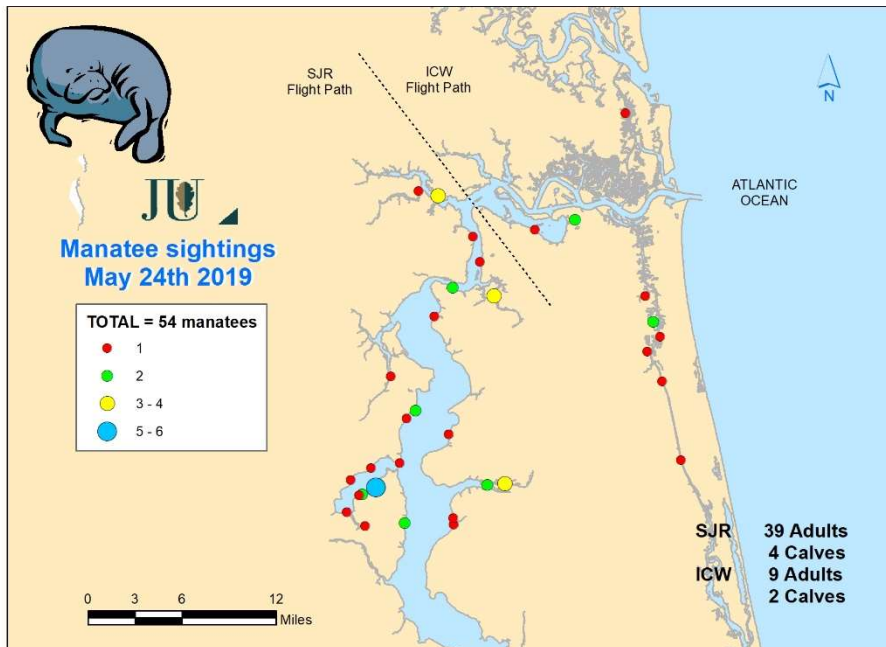 SJR
Flight Path
ICW
Flight Path
N
ATLANTIC
OCEAN
JU
Manatee sightings
May 24th 2019
TOTAL = 54 manatees
1
2
3 - 4
5 - 6
SJR 39 Adults
4 Calves
ICW 9 Adults
2 Calves
0 3 6 12
Miles